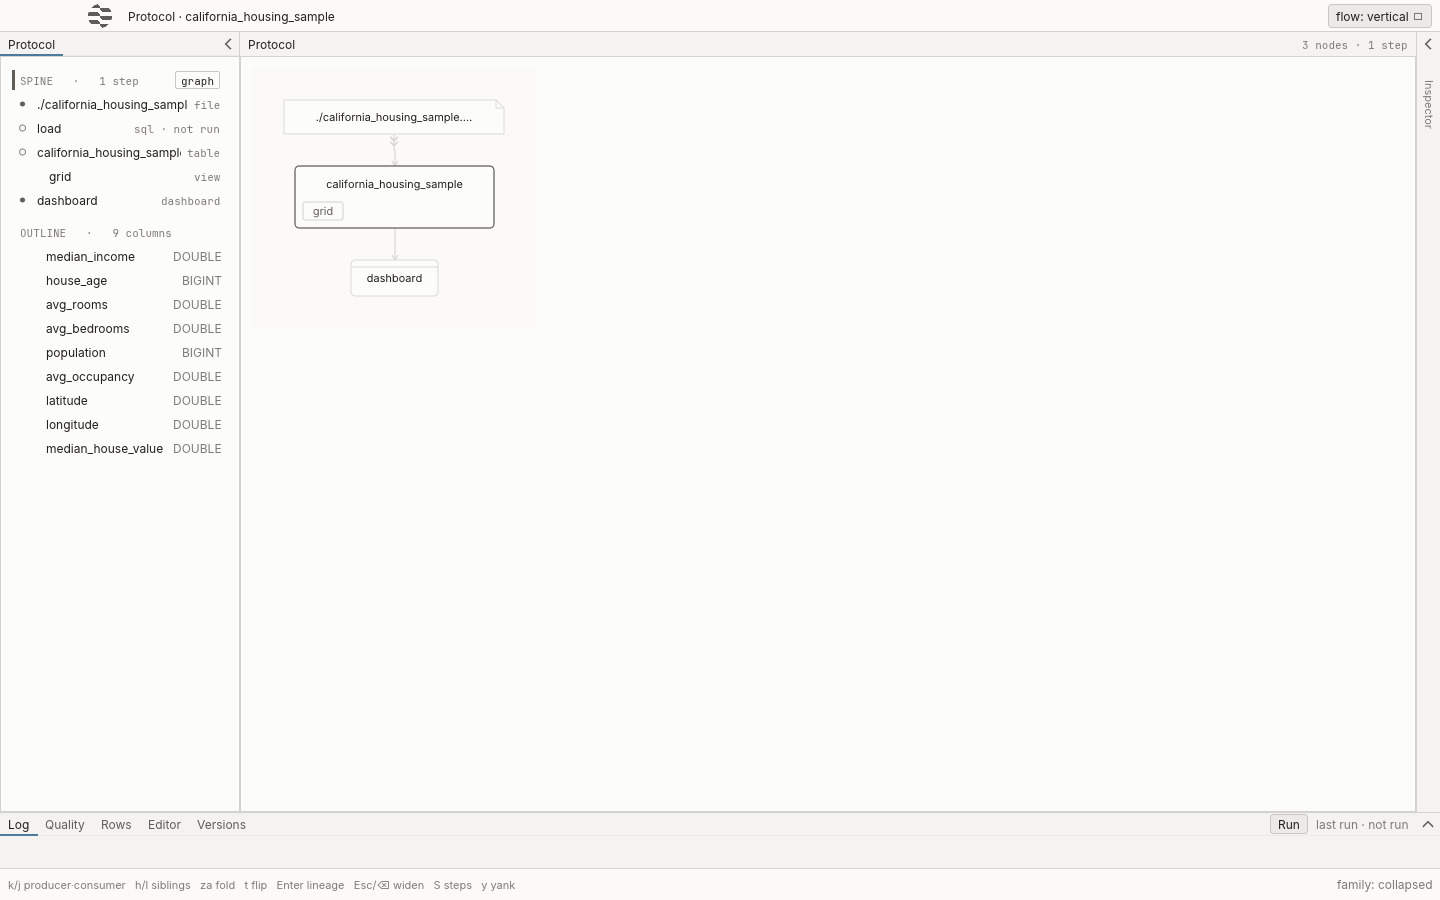 Protocol · california_housing_sample
flow: vertical
Protocol
Protocol
3 nodes · 1 step
SPINE · 1 step graph
./california_housing_sampl file
load sql · not run
california_housing_sampl table
grid view
dashboard dashboard
OUTLINE · 9 columns
median_income DOUBLE
house_age BIGINT
avg_rooms DOUBLE
avg_bedrooms DOUBLE
population BIGINT
avg_occupancy DOUBLE
latitude DOUBLE
longitude DOUBLE
median_house_value DOUBLE
./california_housing_sample....
california_housing_sample
grid
dashboard
Inspector
Log Quality Rows Editor Versions
Run last run · not run
k/j producer·consumer h/l siblings za fold t flip Enter lineage Esc/⌫ widen S steps y yank
family: collapsed